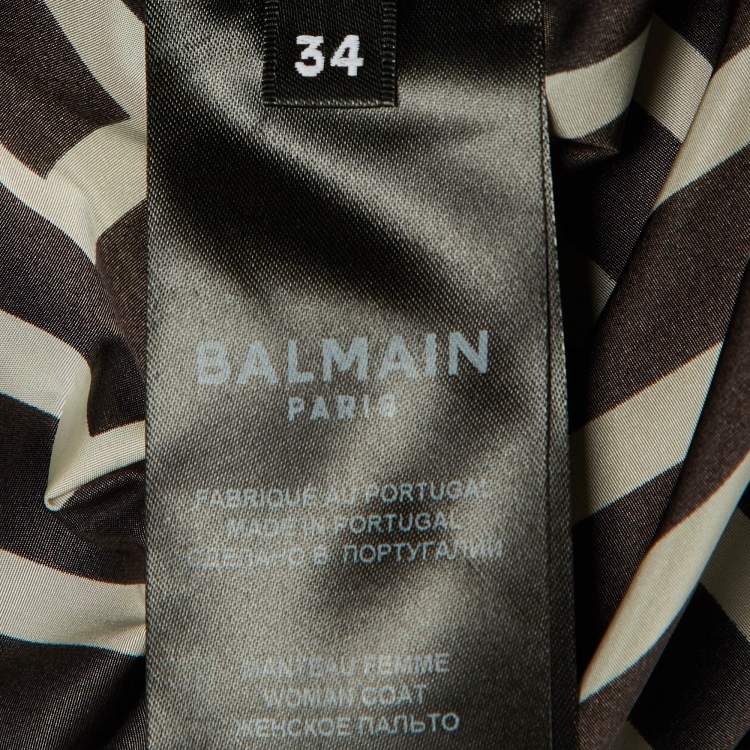 34
BALMAIN
PARIS
FABRIQUE AU PORTUGAL
MADE IN PORTUGAL
СДЕЛАНО В ПОРТУГАЛИИ
MANTEAU FEMME
WOMAN COAT
ЖЕНСКОЕ ПАЛЬТО